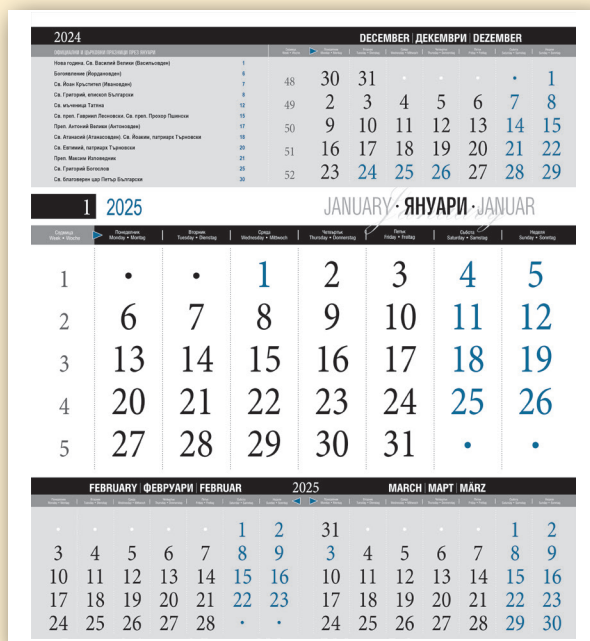 2024
DECEMBER | ДЕКЕМВРИ | DEZEMBER
ОФИЦИАЛНИ И ЦЪРКОВНИ ПРАЗНИЦИ ПРЕЗ ЯНУАРИ
Нова година. Св. Василий Велики (Васильовден) 1
Богоявление (Йордановден) 6
Св. Йоан Кръстител (Ивановден) 7
Св. Григорий, епископ Български 8
Св. мъченица Татяна 12
Св. преп. Гавриил Лесновски. Св. преп. Прохор Пшински 15
Преп. Антоний Велики (Антоновден) 17
Св. Атанасий (Атанасовден). Св. Йоаким, патриарх Търновски 18
Св. Евтимий, патриарх Търновски 20
Преп. Максим Изповедник 21
Св. Григорий Богослов 25
Св. благоверен цар Петър Български 30
48 30 31 • • • • 1
49 2 3 4 5 6 7 8
50 9 10 11 12 13 14 15
51 16 17 18 19 20 21 22
52 23 24 25 26 27 28 29
1 2025
JANUARY · ЯНУАРИ · JANUAR
Седмица Понеделник Вторник Сряда Четвъртък Петък Събота Неделя
Week • Woche Monday • Montag Tuesday • Dienstag Wednesday • Mittwoch Thursday • Donnerstag Friday • Freitag Saturday • Samstag Sunday • Sonntag
1 • • 1 2 3 4 5
2 6 7 8 9 10 11 12
3 13 14 15 16 17 18 19
4 20 21 22 23 24 25 26
5 27 28 29 30 31 • •
FEBRUARY | ФЕВРУАРИ | FEBRUAR
2025
MARCH | МАРТ | MÄRZ
• • • • • 1 2
3 4 5 6 7 8 9
10 11 12 13 14 15 16
17 18 19 20 21 22 23
24 25 26 27 28 • •
31 • • • • 1 2
3 4 5 6 7 8 9
10 11 12 13 14 15 16
17 18 19 20 21 22 23
24 25 26 27 28 29 30